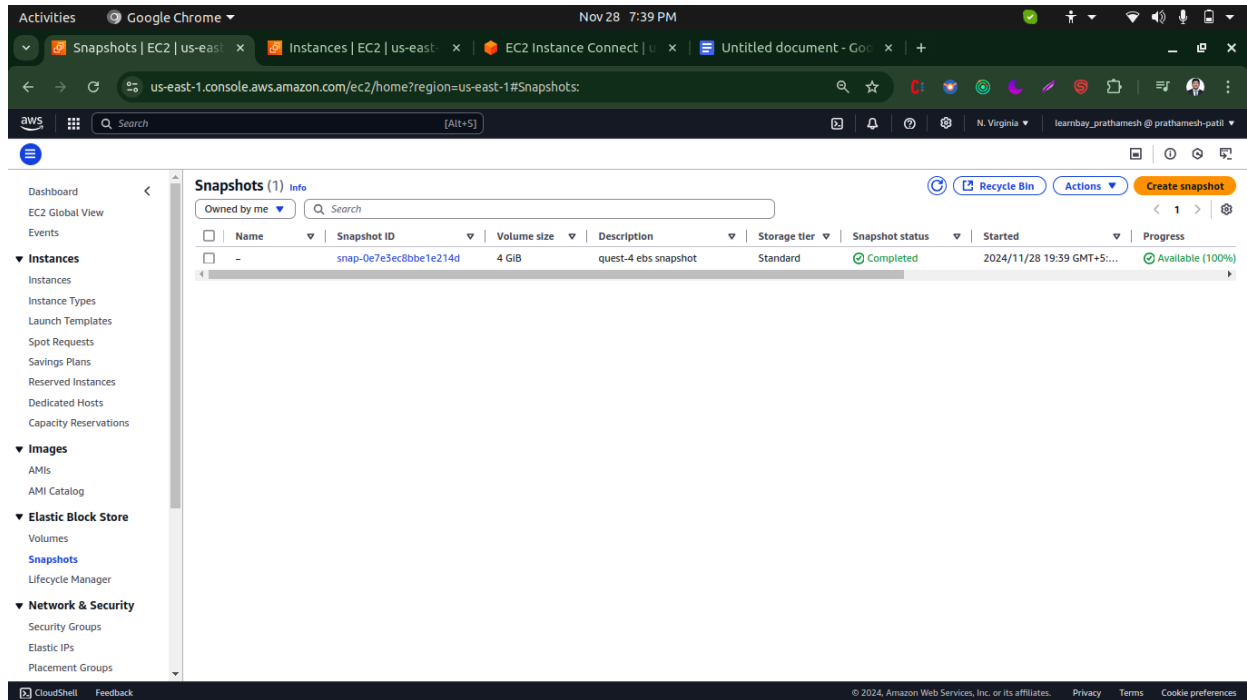 Activities Google Chrome Nov 28 7:39 PM
Snapshots | EC2 | us-east Instances | EC2 | us-east- EC2 Instance Connect | u Untitled document - Goo
us-east-1.console.aws.amazon.com/ec2/home?region=us-east-1#Snapshots:
aws Search [Alt+S] N. Virginia learnbay_prathamesh @ prathamesh-patil
Dashboard
EC2 Global View
Events
Instances
Instances
Instance Types
Launch Templates
Spot Requests
Savings Plans
Reserved Instances
Dedicated Hosts
Capacity Reservations
Images
AMIs
AMI Catalog
Elastic Block Store
Volumes
Snapshots
Lifecycle Manager
Network & Security
Security Groups
Elastic IPs
Placement Groups
Snapshots (1) Info Recycle Bin Actions Create snapshot
Owned by me Search 1
Name Snapshot ID Volume size Description Storage tier Snapshot status Started Progress
– snap-0e7e3ec8bbe1e214d 4 GiB quest-4 ebs snapshot Standard Completed 2024/11/28 19:39 GMT+5:... Available (100%)
CloudShell Feedback © 2024, Amazon Web Services, Inc. or its affiliates. Privacy Terms Cookie preferences